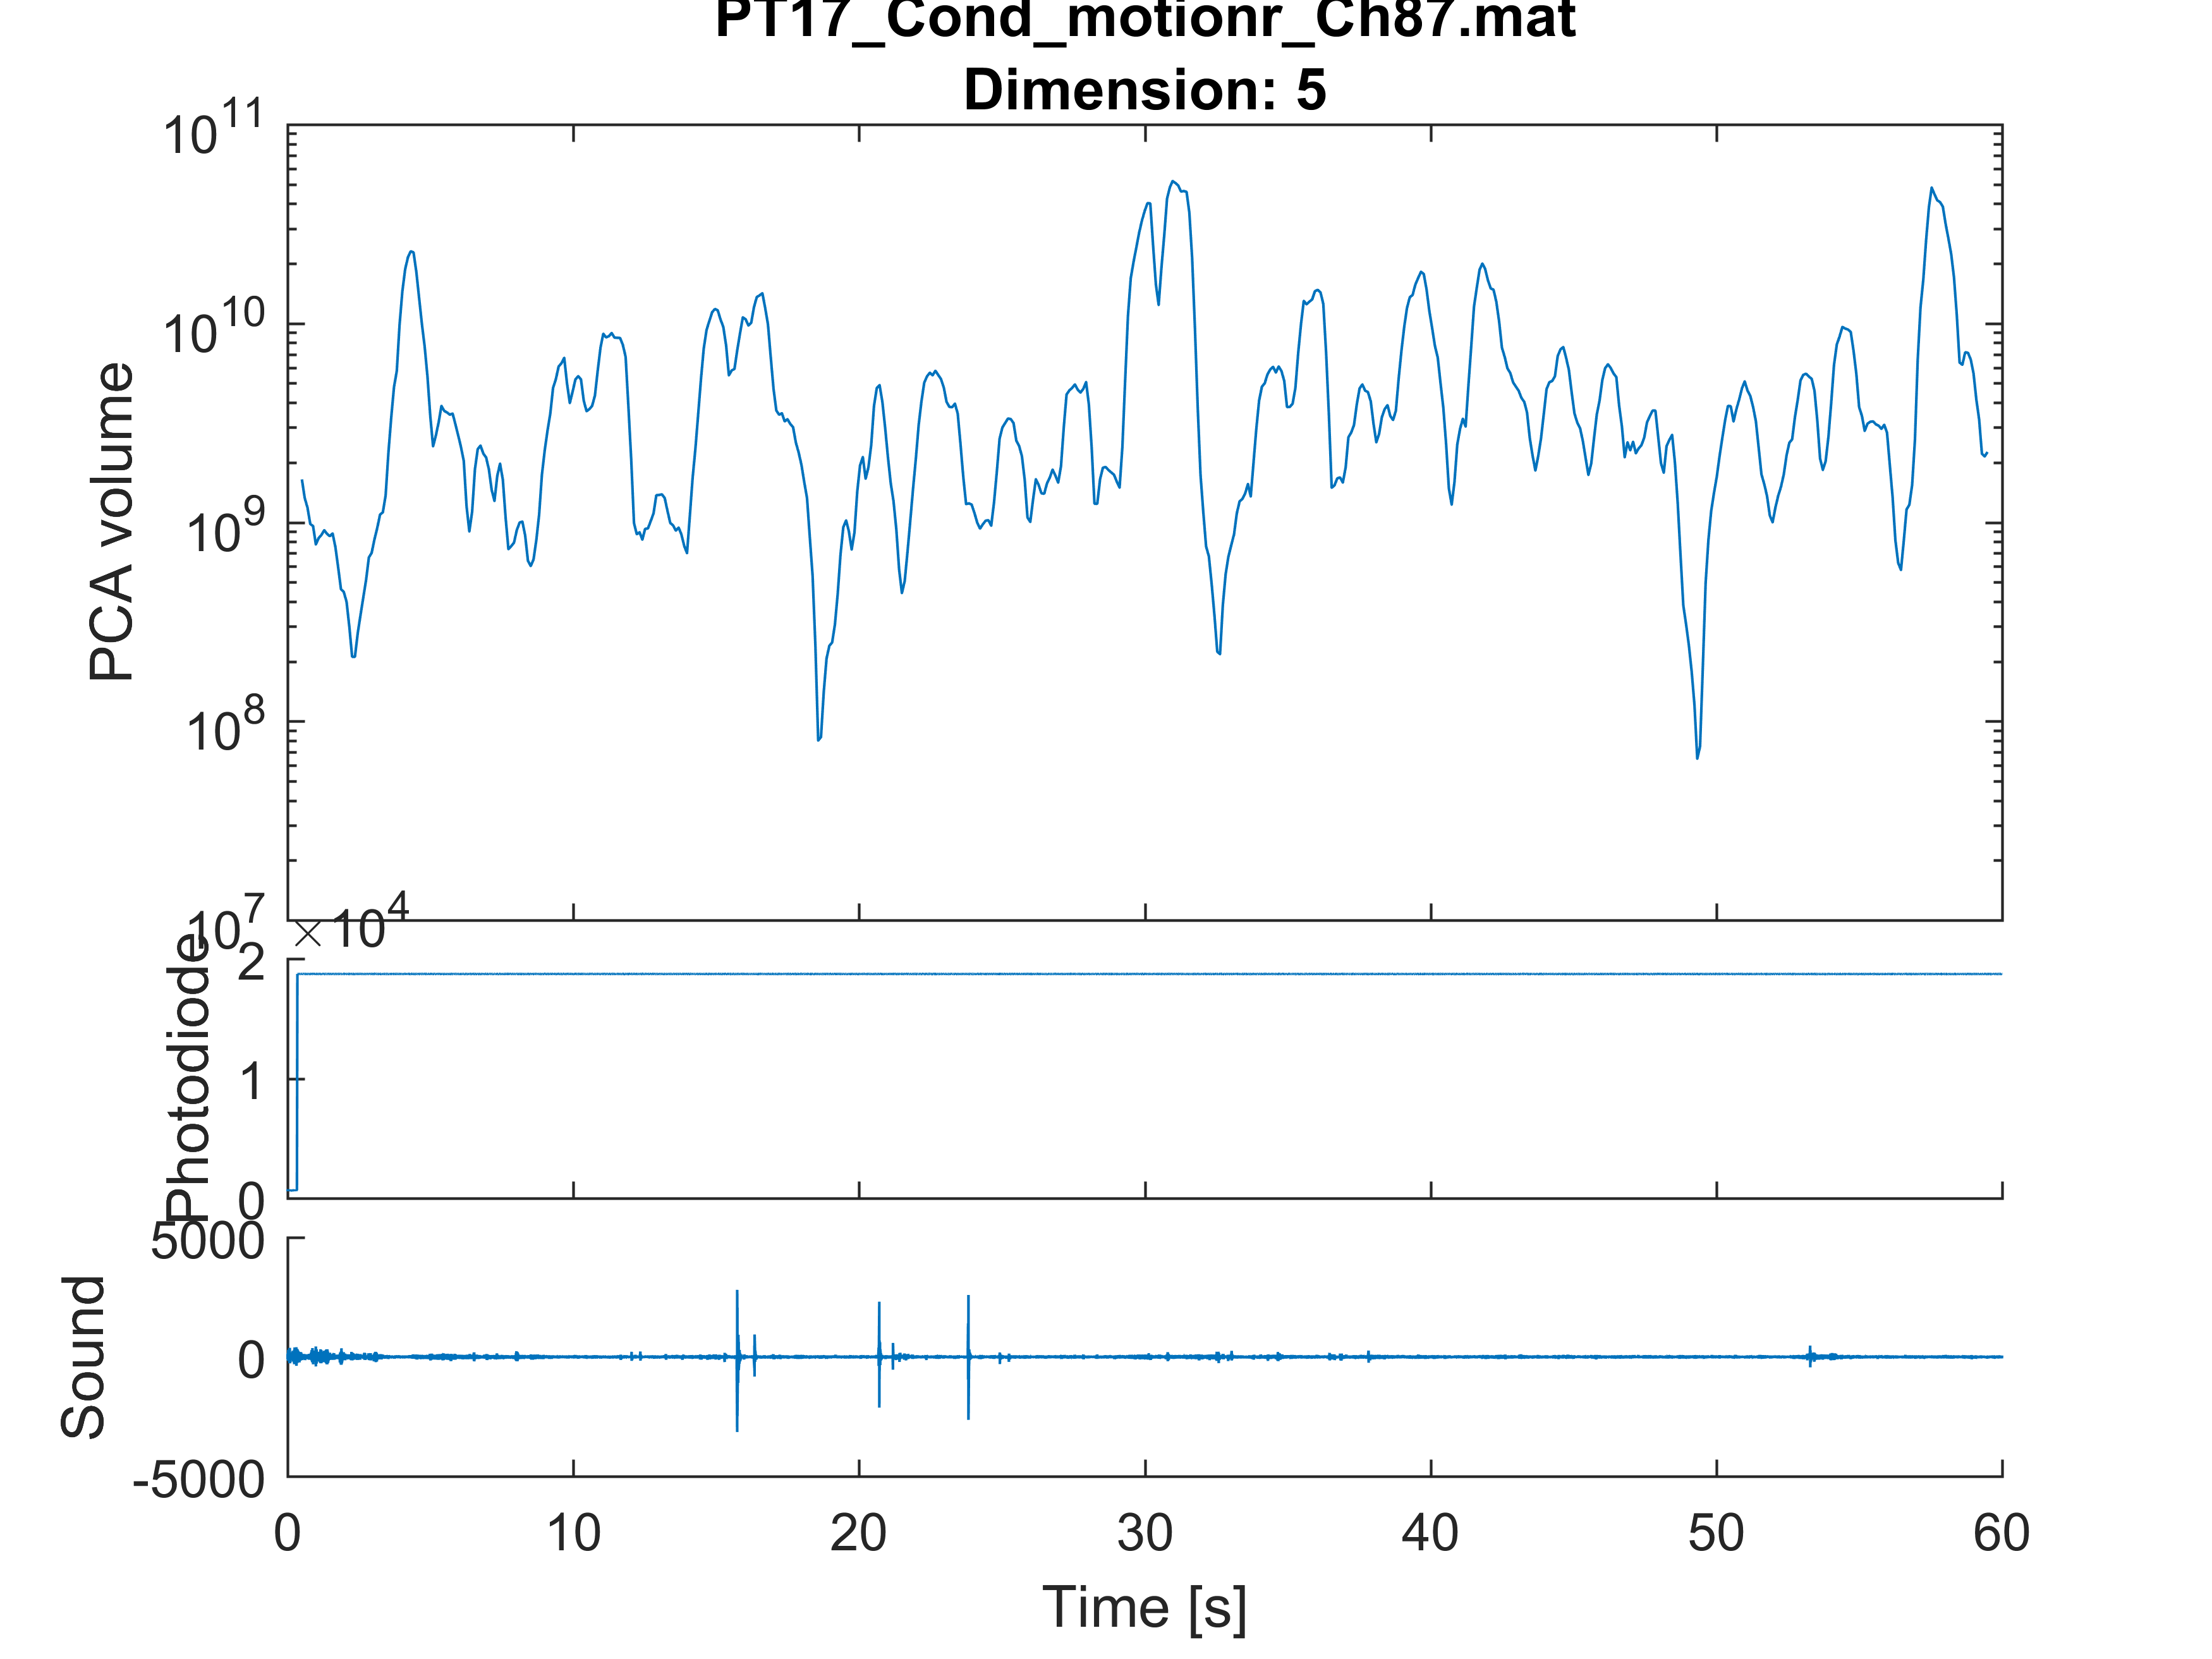 PT17_Cond_motionr_Ch87.mat
Dimension: 5
10^11
10^10
10^9
10^8
10^7
PCA volume
× 10^4
2
1
0
Photodiode
5000
0
-5000
Sound
0 10 20 30 40 50 60
Time [s]